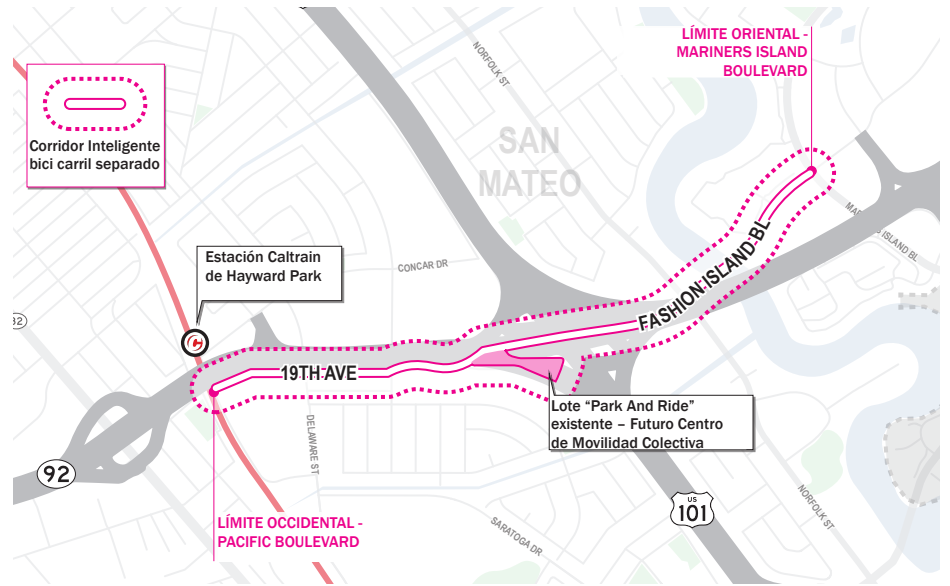 LÍMITE ORIENTAL -
MARINERS ISLAND
BOULEVARD
NORFOLK ST
Corridor Inteligente
bici carril separado
SAN
MATEO
Estación Caltrain
de Hayward Park
CONCAR DR
ISLAND BL
FASHION ISLAND BL
19TH AVE
Lote “Park And Ride”
existente – Futuro Centro
de Movilidad Colectiva
DELAWARE ST
92
US
101
NORFOLK ST
LÍMITE OCCIDENTAL -
PACIFIC BOULEVARD
SARATOGA DR